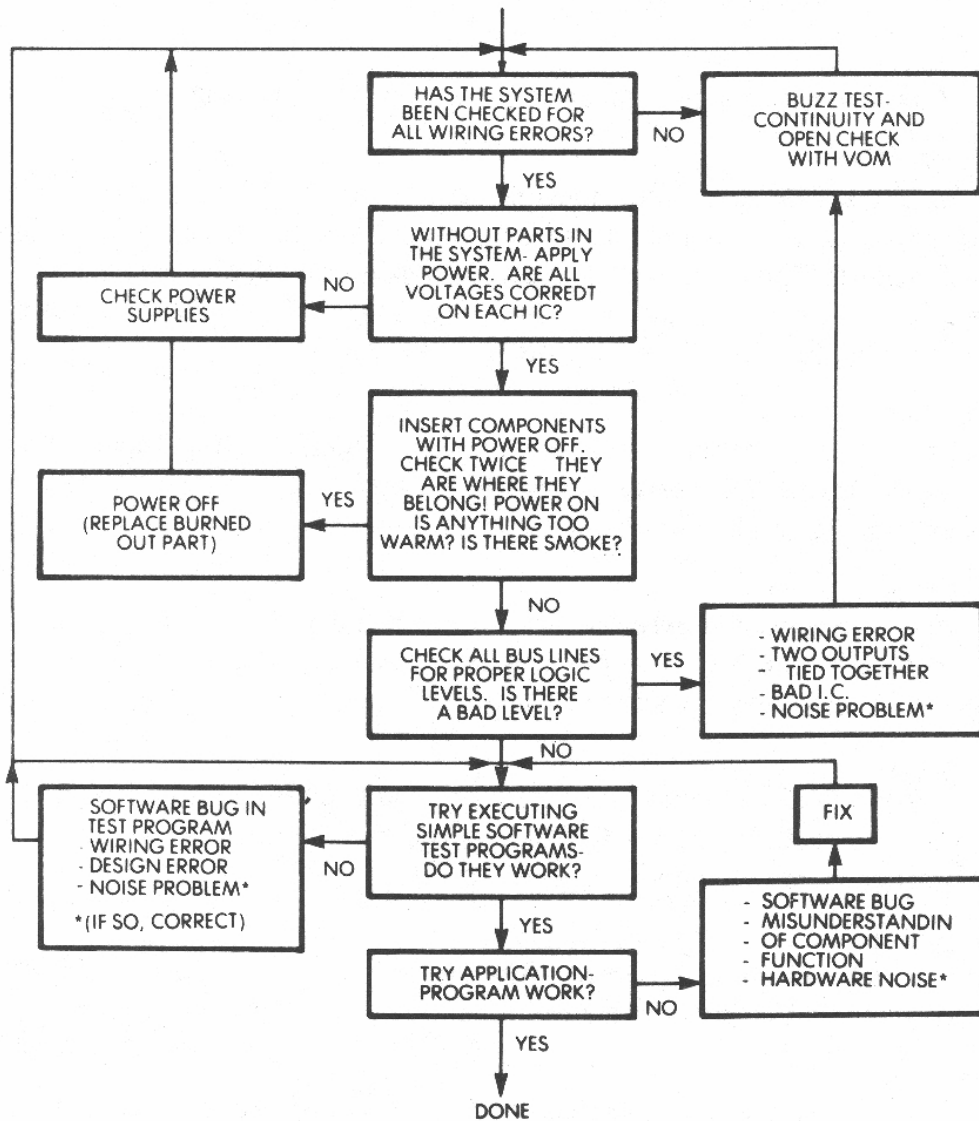 HAS THE SYSTEM
BEEN CHECKED FOR
ALL WIRING ERRORS?
NO
BUZZ TEST-
CONTINUITY AND
OPEN CHECK
WITH VOM
YES
WITHOUT PARTS IN
THE SYSTEM- APPLY
POWER. ARE ALL
VOLTAGES CORREDT
ON EACH IC?
NO
CHECK POWER
SUPPLIES
YES
INSERT COMPONENTS
WITH POWER OFF.
CHECK TWICE THEY
ARE WHERE THEY
BELONG! POWER ON
IS ANYTHING TOO
WARM? IS THERE SMOKE?
YES
POWER OFF
(REPLACE BURNED
OUT PART)
NO
CHECK ALL BUS LINES
FOR PROPER LOGIC
LEVELS. IS THERE
A BAD LEVEL?
YES
- WIRING ERROR
- TWO OUTPUTS
- TIED TOGETHER
- BAD I.C.
- NOISE PROBLEM*
NO
TRY EXECUTING
SIMPLE SOFTWARE
TEST PROGRAMS-
DO THEY WORK?
NO
- SOFTWARE BUG IN
TEST PROGRAM
- WIRING ERROR
- DESIGN ERROR
- NOISE PROBLEM*
*(IF SO, CORRECT)
FIX
YES
TRY APPLICATION-
PROGRAM WORK?
NO
- SOFTWARE BUG
- MISUNDERSTANDIN
- OF COMPONENT
- FUNCTION
- HARDWARE NOISE*
YES
DONE